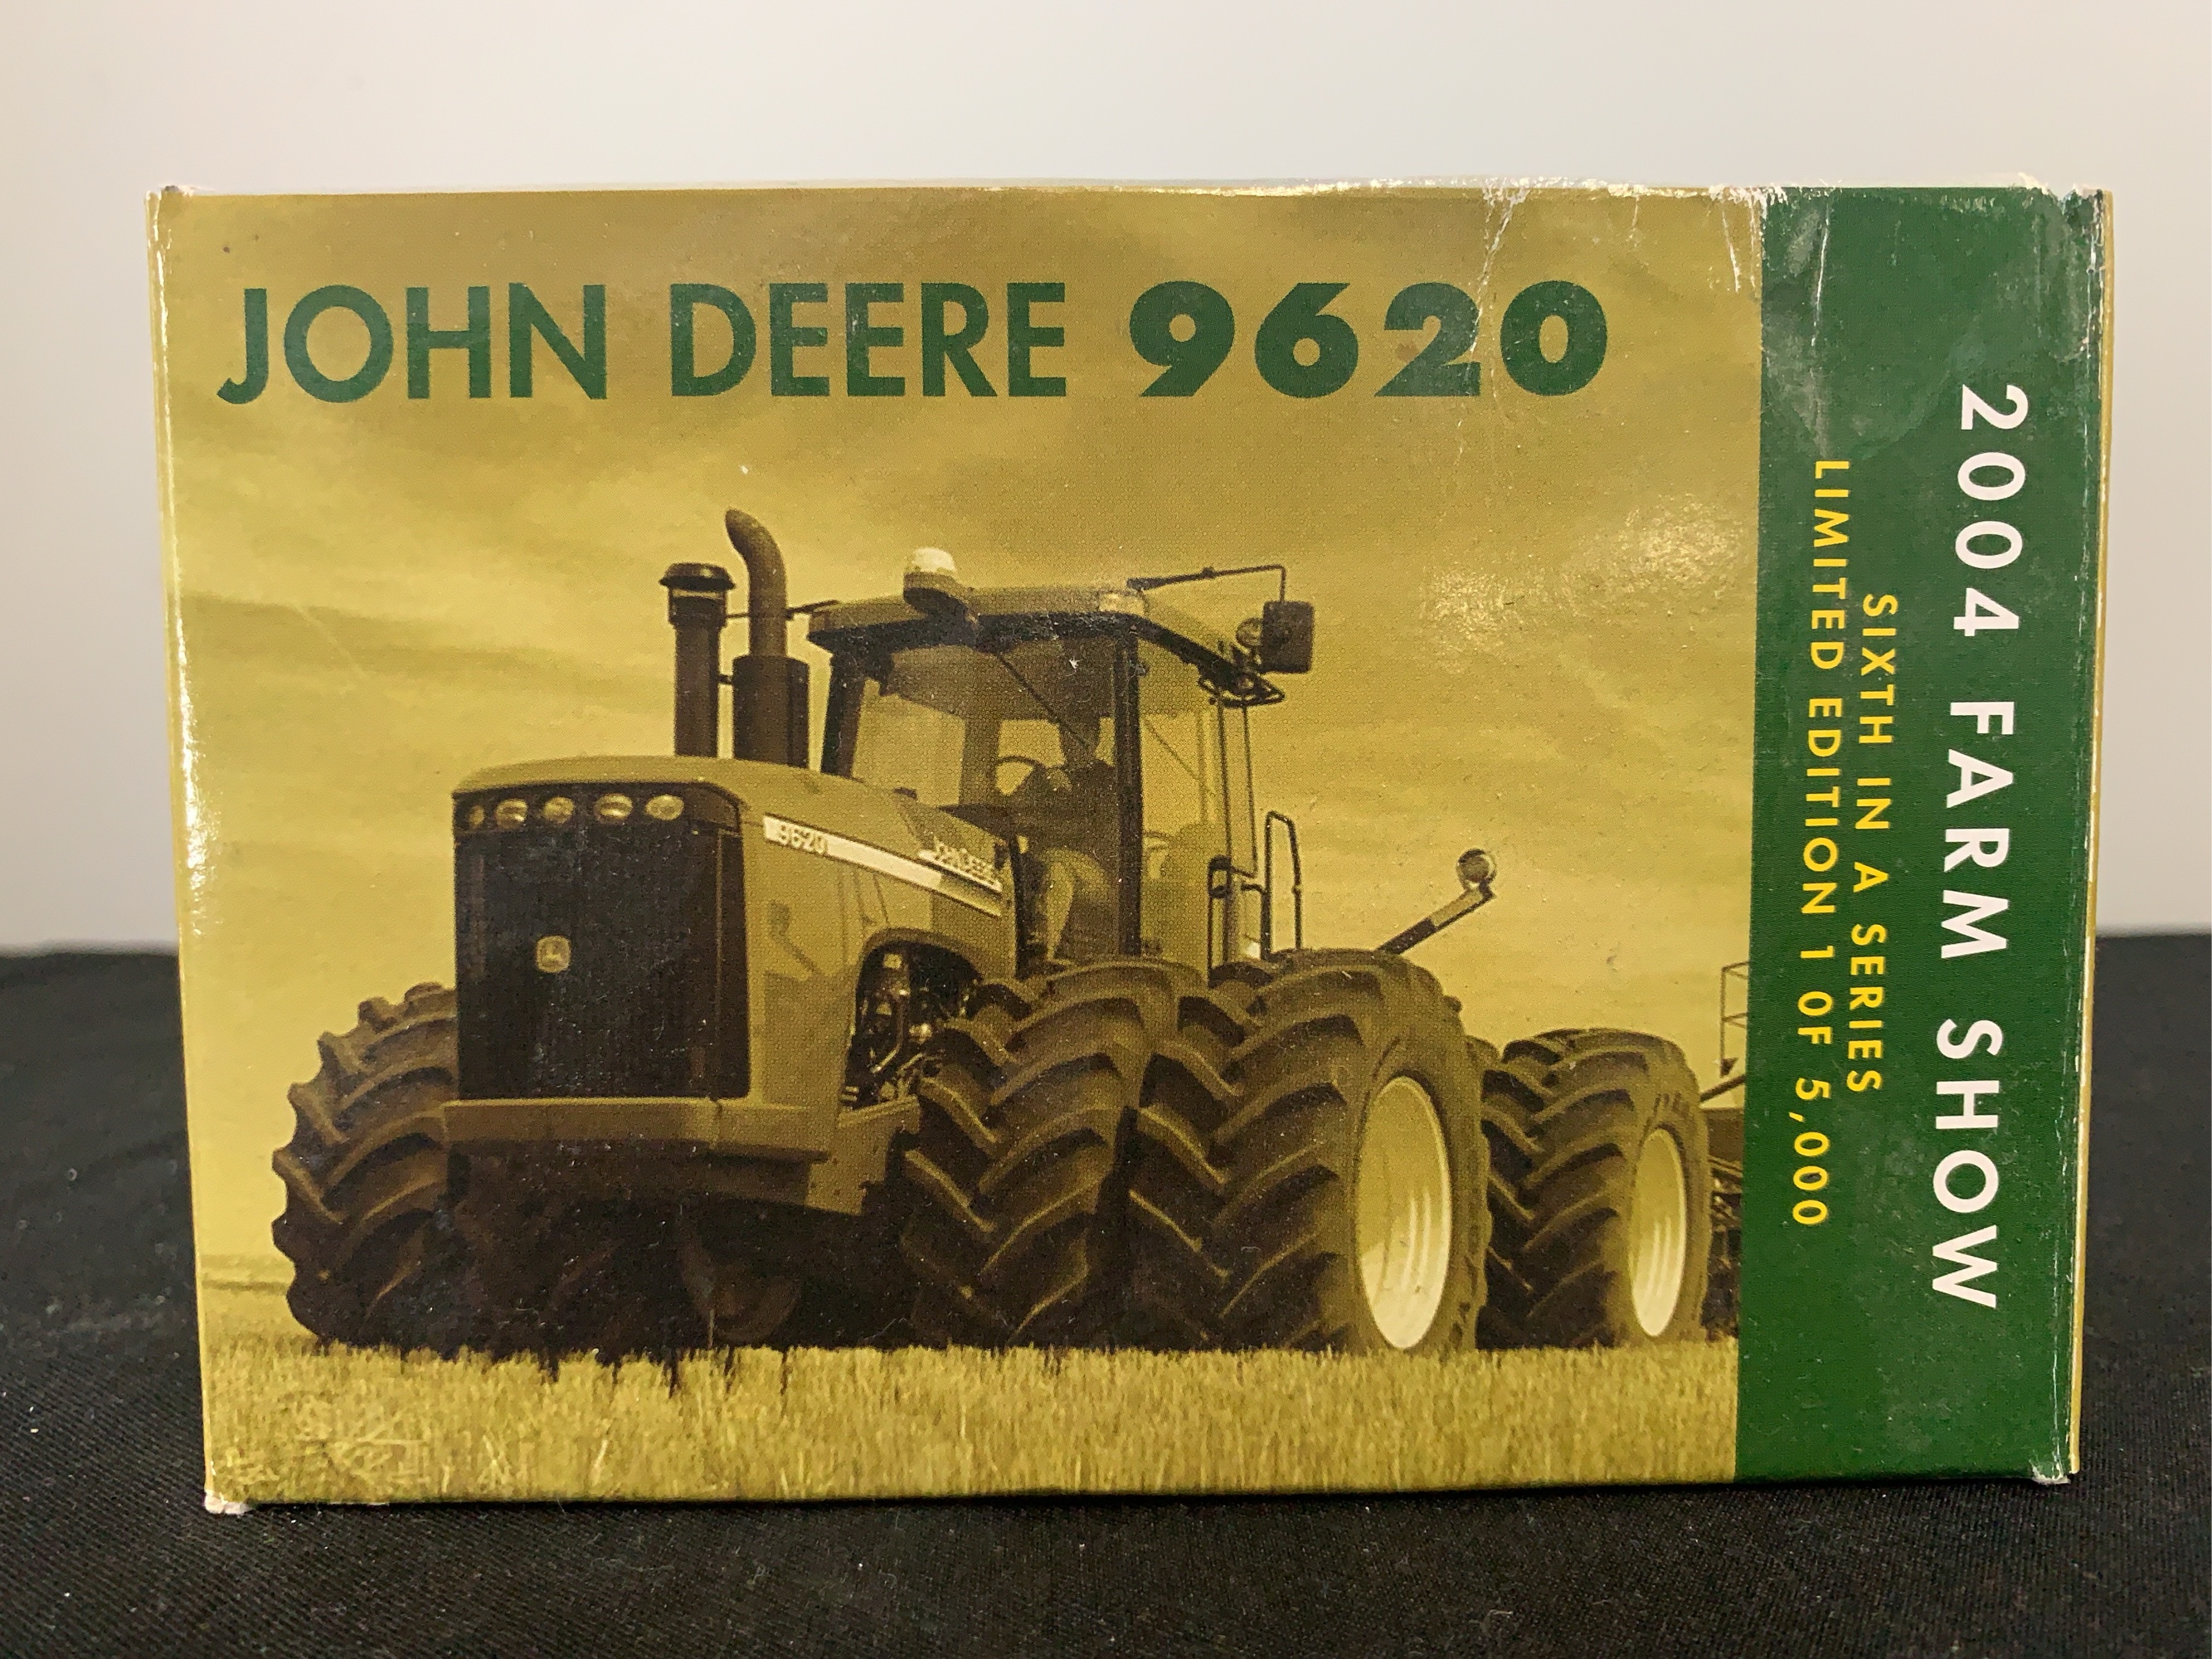 JOHN DEERE 9620
9620
JOHN DEERE
2004 FARM SHOW
SIXTH IN A SERIES
LIMITED EDITION 1 OF 5,000